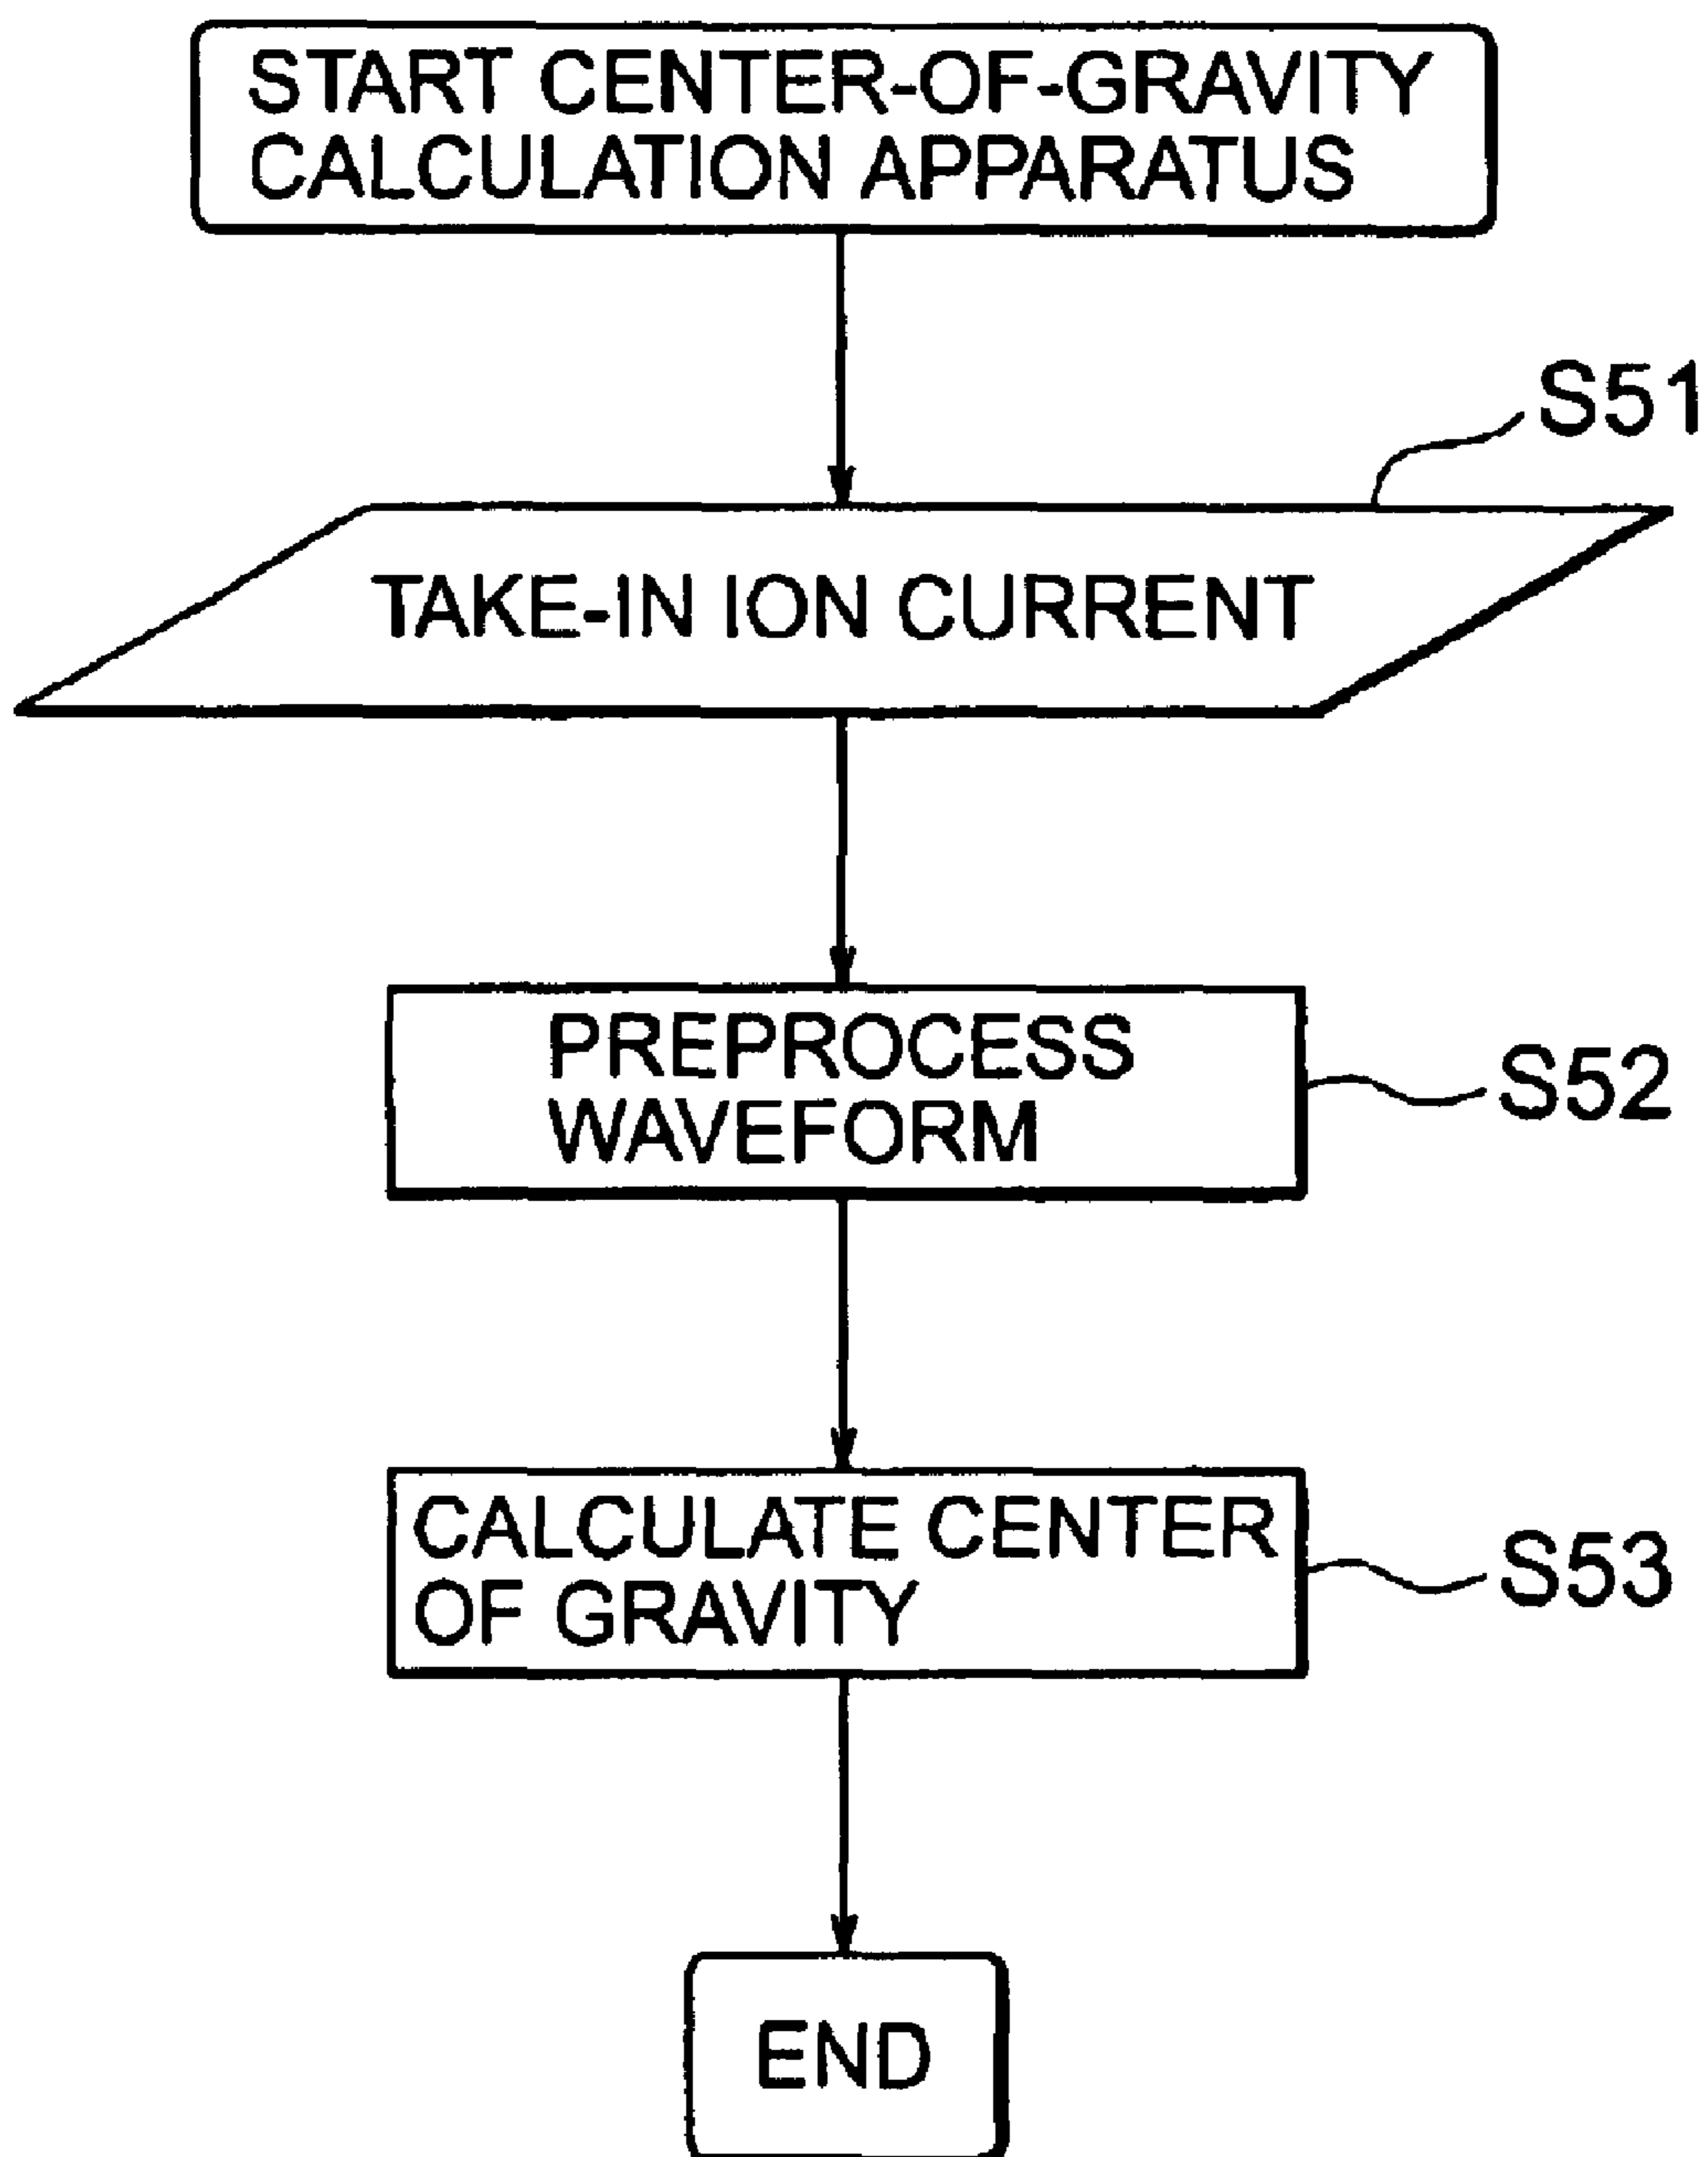 START CENTER-OF-GRAVITY
CALCULATION APPARATUS
S51
TAKE-IN ION CURRENT
PREPROCESS
WAVEFORM
S52
CALCULATE CENTER
OF GRAVITY
S53
END